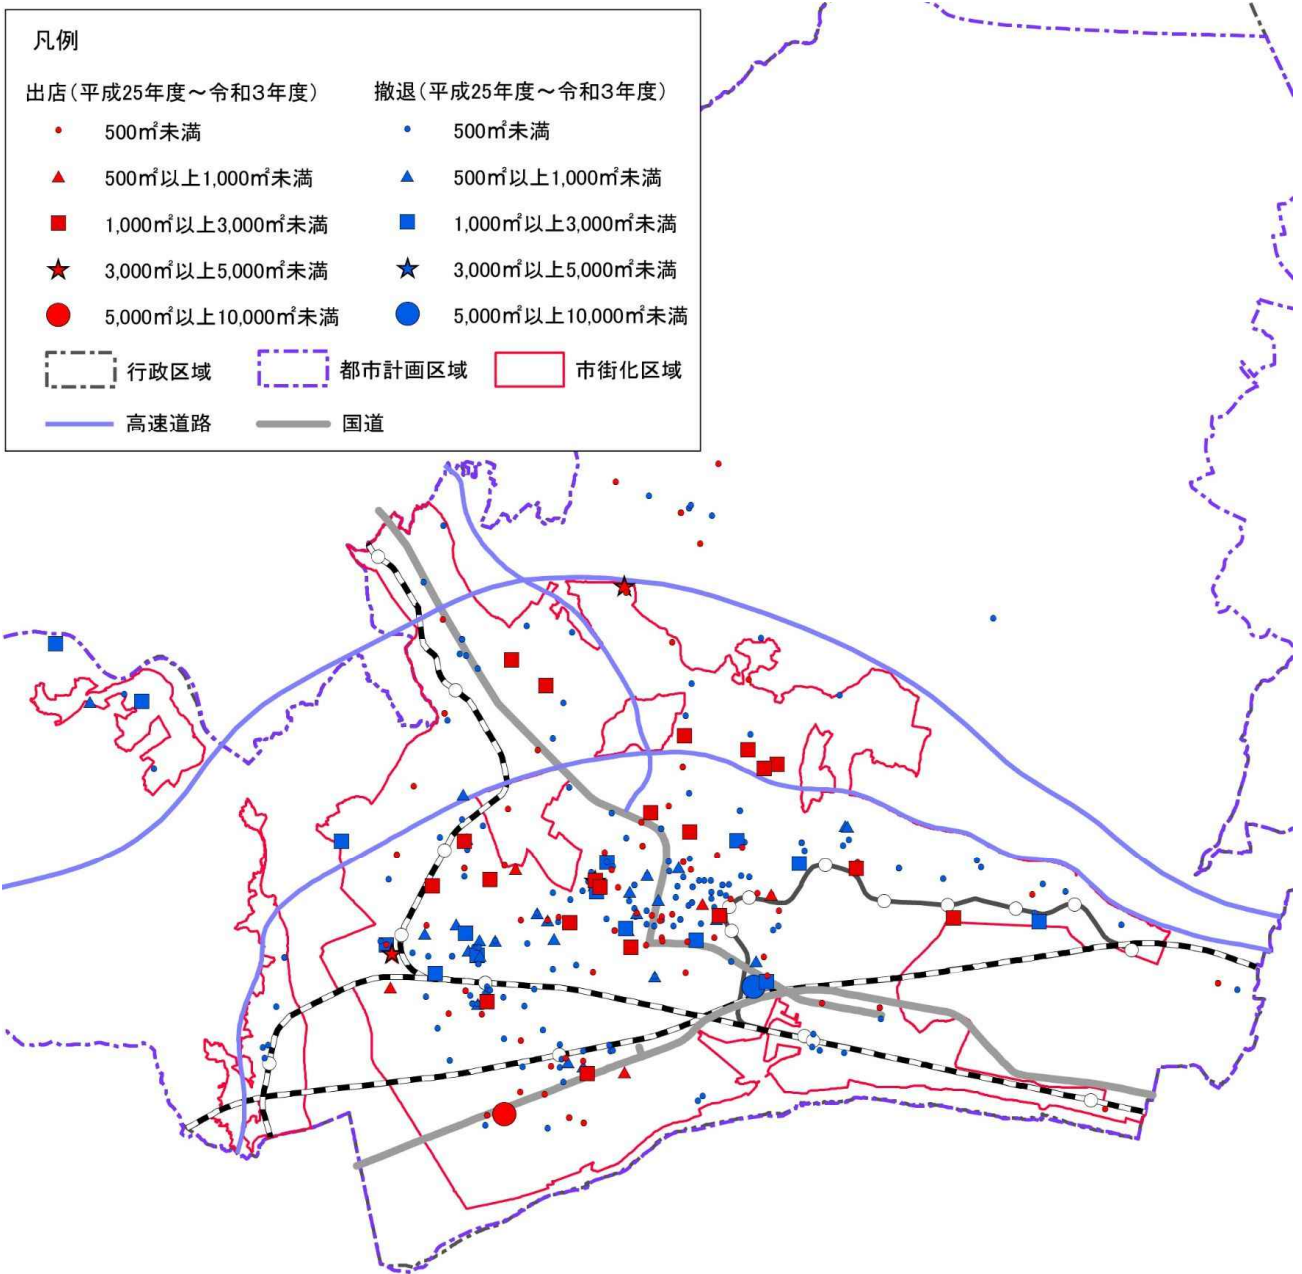 凡例
出店(平成25年度～令和3年度)
500㎡未満
500㎡以上1,000㎡未満
1,000㎡以上3,000㎡未満
3,000㎡以上5,000㎡未満
5,000㎡以上10,000㎡未満
撤退(平成25年度～令和3年度)
500㎡未満
500㎡以上1,000㎡未満
1,000㎡以上3,000㎡未満
3,000㎡以上5,000㎡未満
5,000㎡以上10,000㎡未満
行政区域
都市計画区域
市街化区域
高速道路
国道